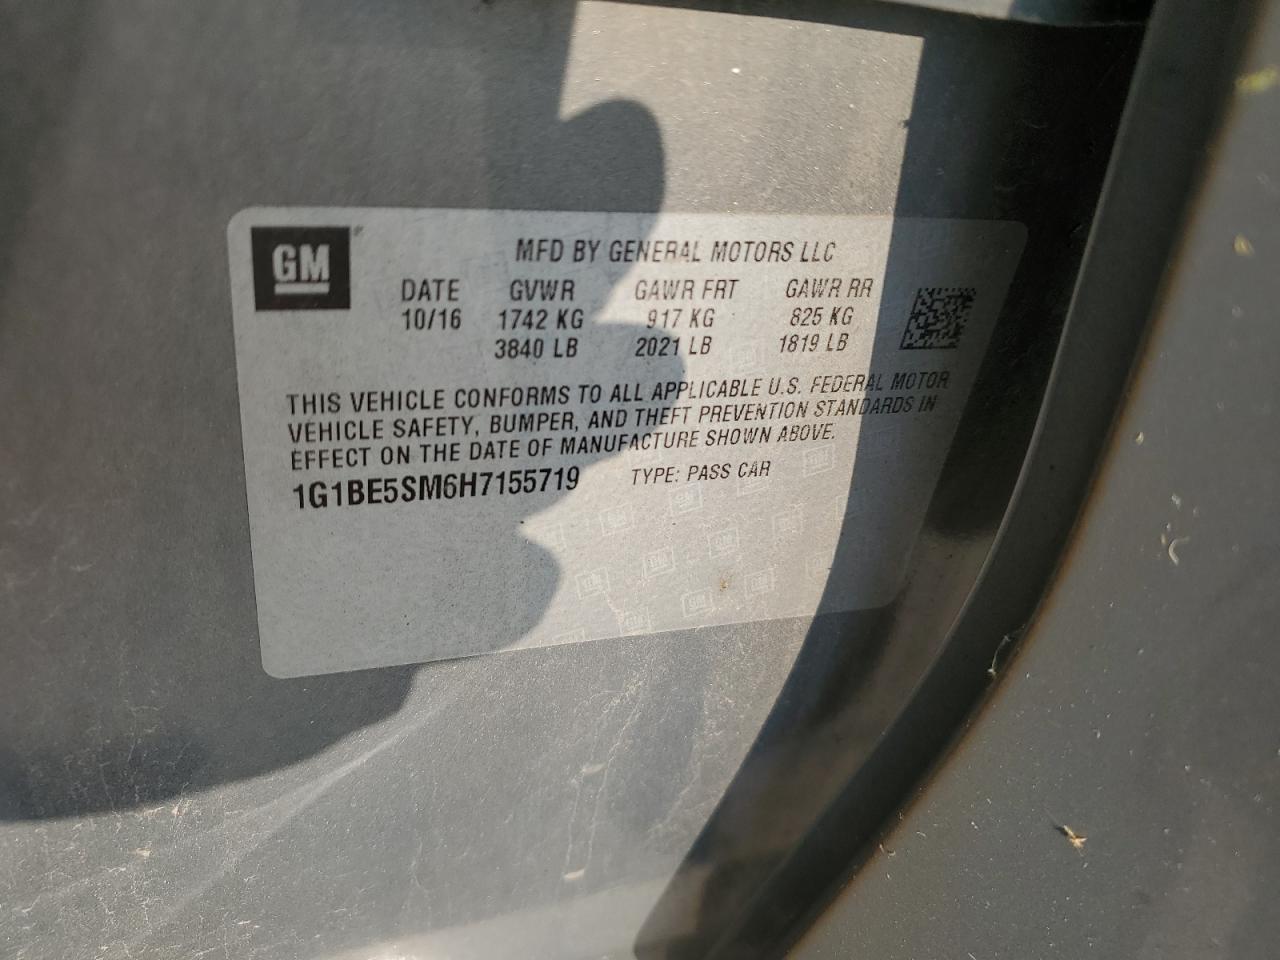 GM
MFD BY GENERAL MOTORS LLC
DATE GVWR GAWR FRT GAWR RR
10/16 1742 KG 917 KG 825 KG
3840 LB 2021 LB 1819 LB
THIS VEHICLE CONFORMS TO ALL APPLICABLE U.S. FEDERAL MOTOR
VEHICLE SAFETY, BUMPER, AND THEFT PREVENTION STANDARDS IN
EFFECT ON THE DATE OF MANUFACTURE SHOWN ABOVE.
1G1BE5SM6H7155719 TYPE: PASS CAR